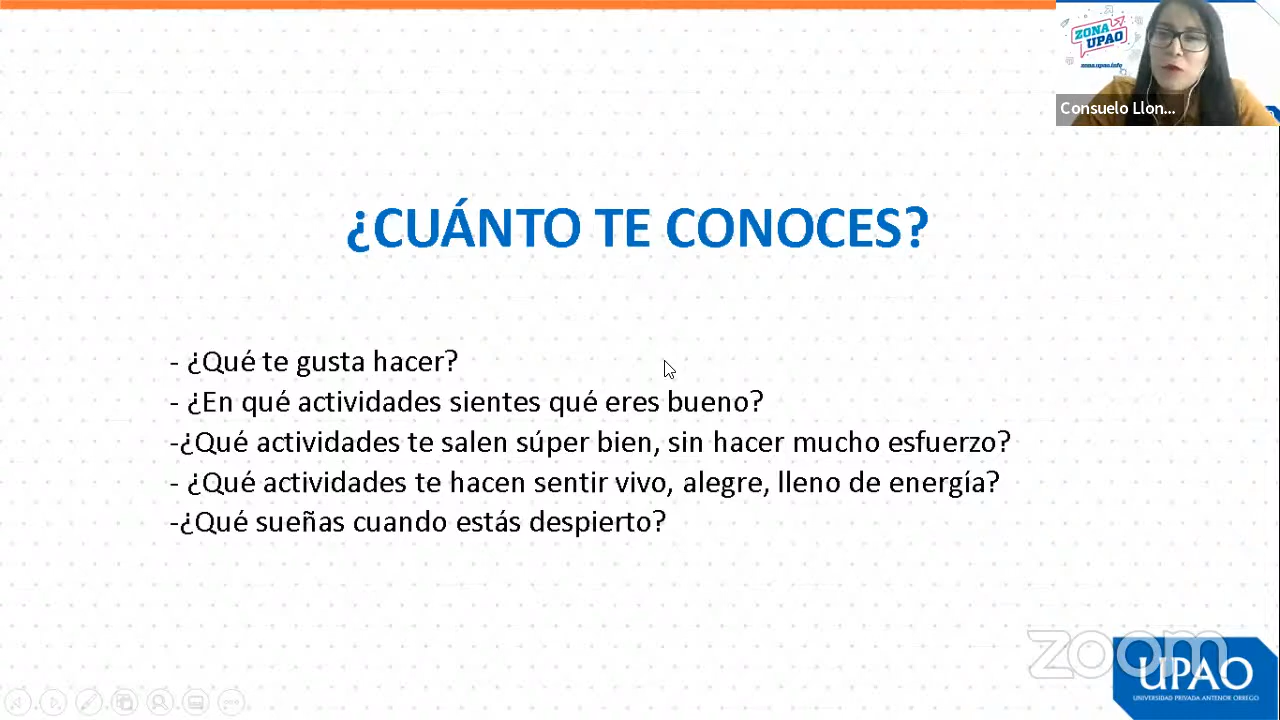 ZONA
UPAO
zona.upao.info
Consuelo Llon...
¿CUÁNTO TE CONOCES?
- ¿Qué te gusta hacer?
- ¿En qué actividades sientes qué eres bueno?
-¿Qué actividades te salen súper bien, sin hacer mucho esfuerzo?
- ¿Qué actividades te hacen sentir vivo, alegre, lleno de energía?
-¿Qué sueñas cuando estás despierto?
zoom
UPAO
UNIVERSIDAD PRIVADA ANTENOR ORREGO